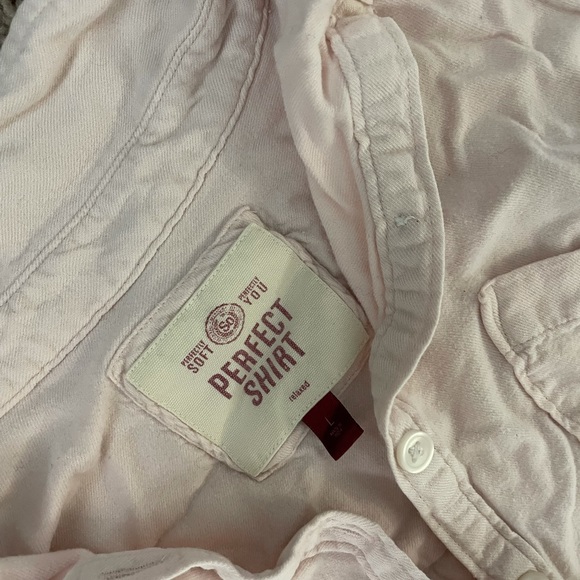 PERFECTLY
SOFT
So
PERFECTLY
YOU
PERFECT
SHIRT
relaxed
L